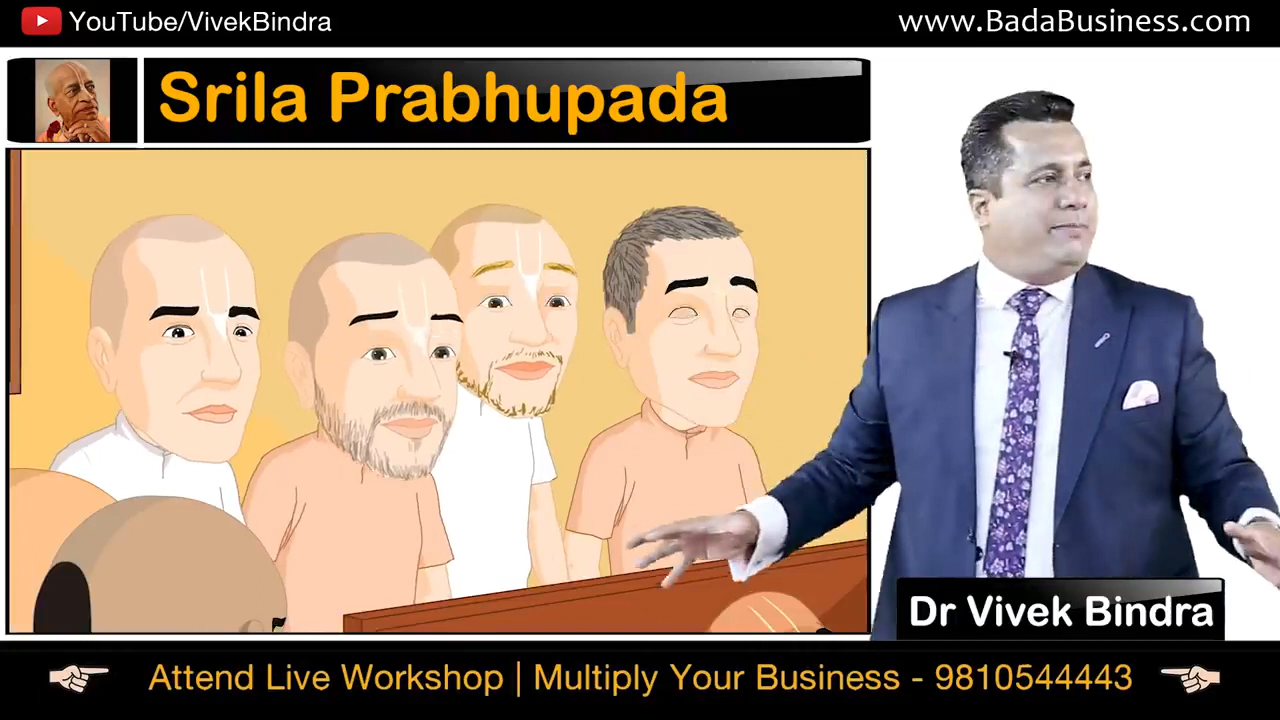 YouTube/VivekBindra
www.BadaBusiness.com
Srila Prabhupada
Dr Vivek Bindra
Attend Live Workshop | Multiply Your Business - 9810544443